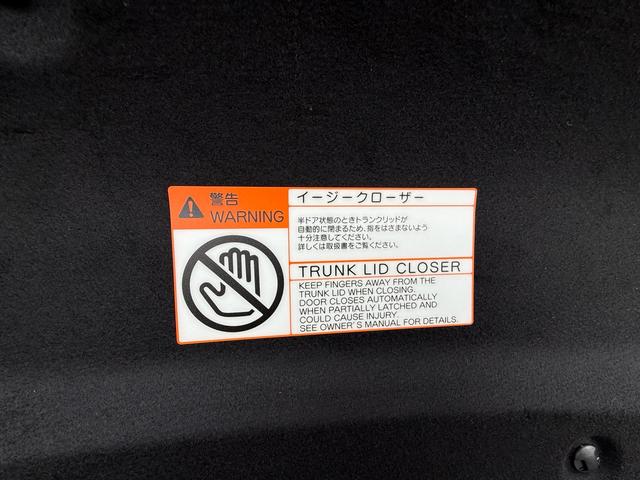 警告
WARNING
イージークローザー
半ドア状態のときトランクリッドが
自動的に閉まるため、指をはさまないよう
十分注意してください。
詳しくは取扱書をご覧ください。
TRUNK LID CLOSER
KEEP FINGERS AWAY FROM THE
TRUNK LID WHEN CLOSING.
DOOR CLOSES AUTOMATICALLY
WHEN PARTIALLY LATCHED AND
COULD CAUSE INJURY.
SEE OWNER'S MANUAL FOR DETAILS.